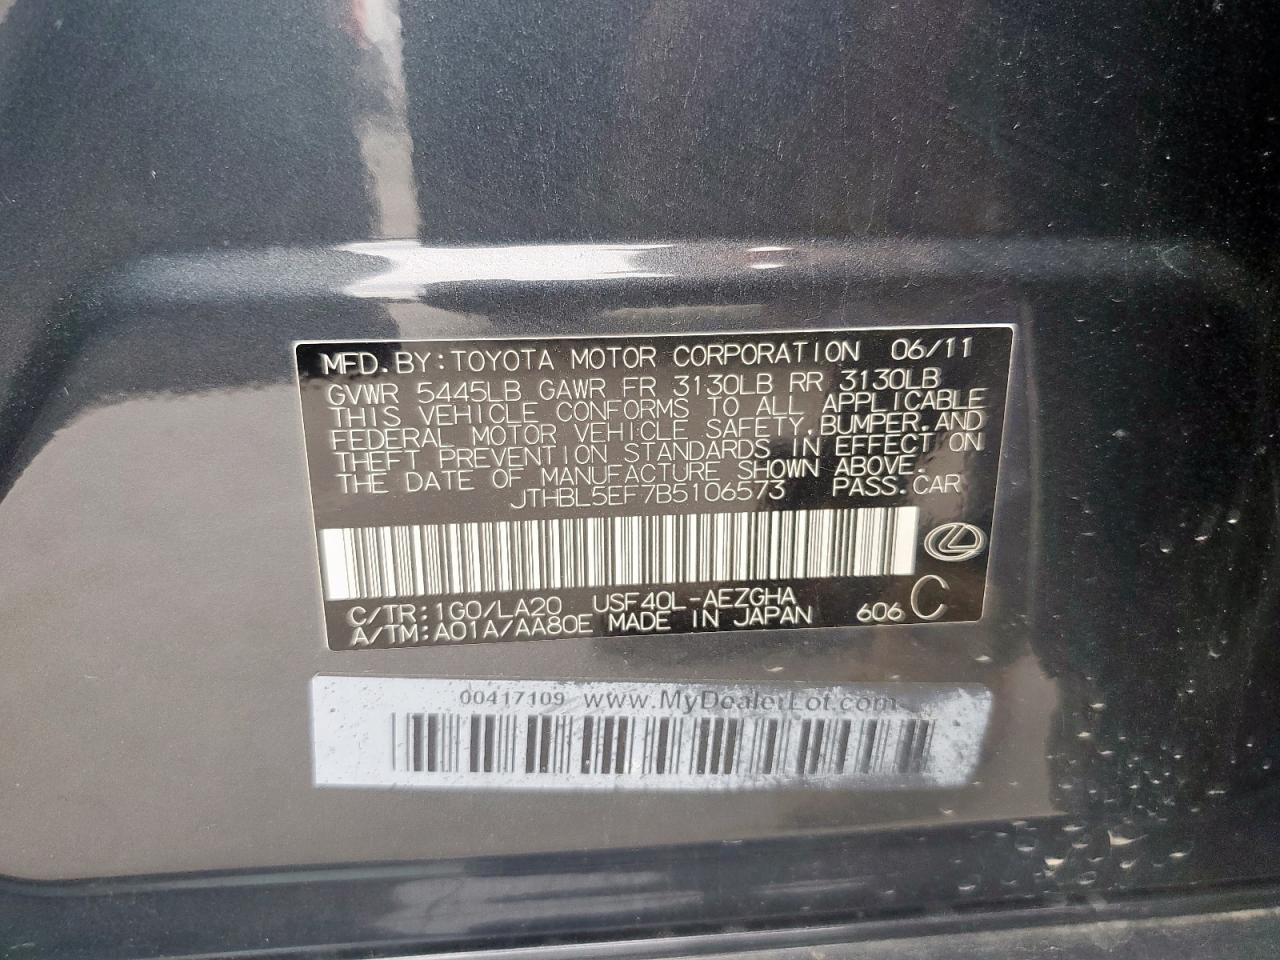 MFD.BY:TOYOTA MOTOR CORPORATION 06/11
GVWR 5445LB GAWR FR 3130LB RR 3130LB
THIS VEHICLE CONFORMS TO ALL APPLICABLE
FEDERAL MOTOR VEHICLE SAFETY,BUMPER,AND
THEFT PREVENTION STANDARDS IN EFFECT ON
THE DATE OF MANUFACTURE SHOWN ABOVE.
JTHBL5EF7B5106573 PASS.CAR
C/TR:1G0/LA20 USF40L-AEZGHA
A/TM:A01A/AA80E MADE IN JAPAN 606 C
00417109 www.MyDealerLot.com